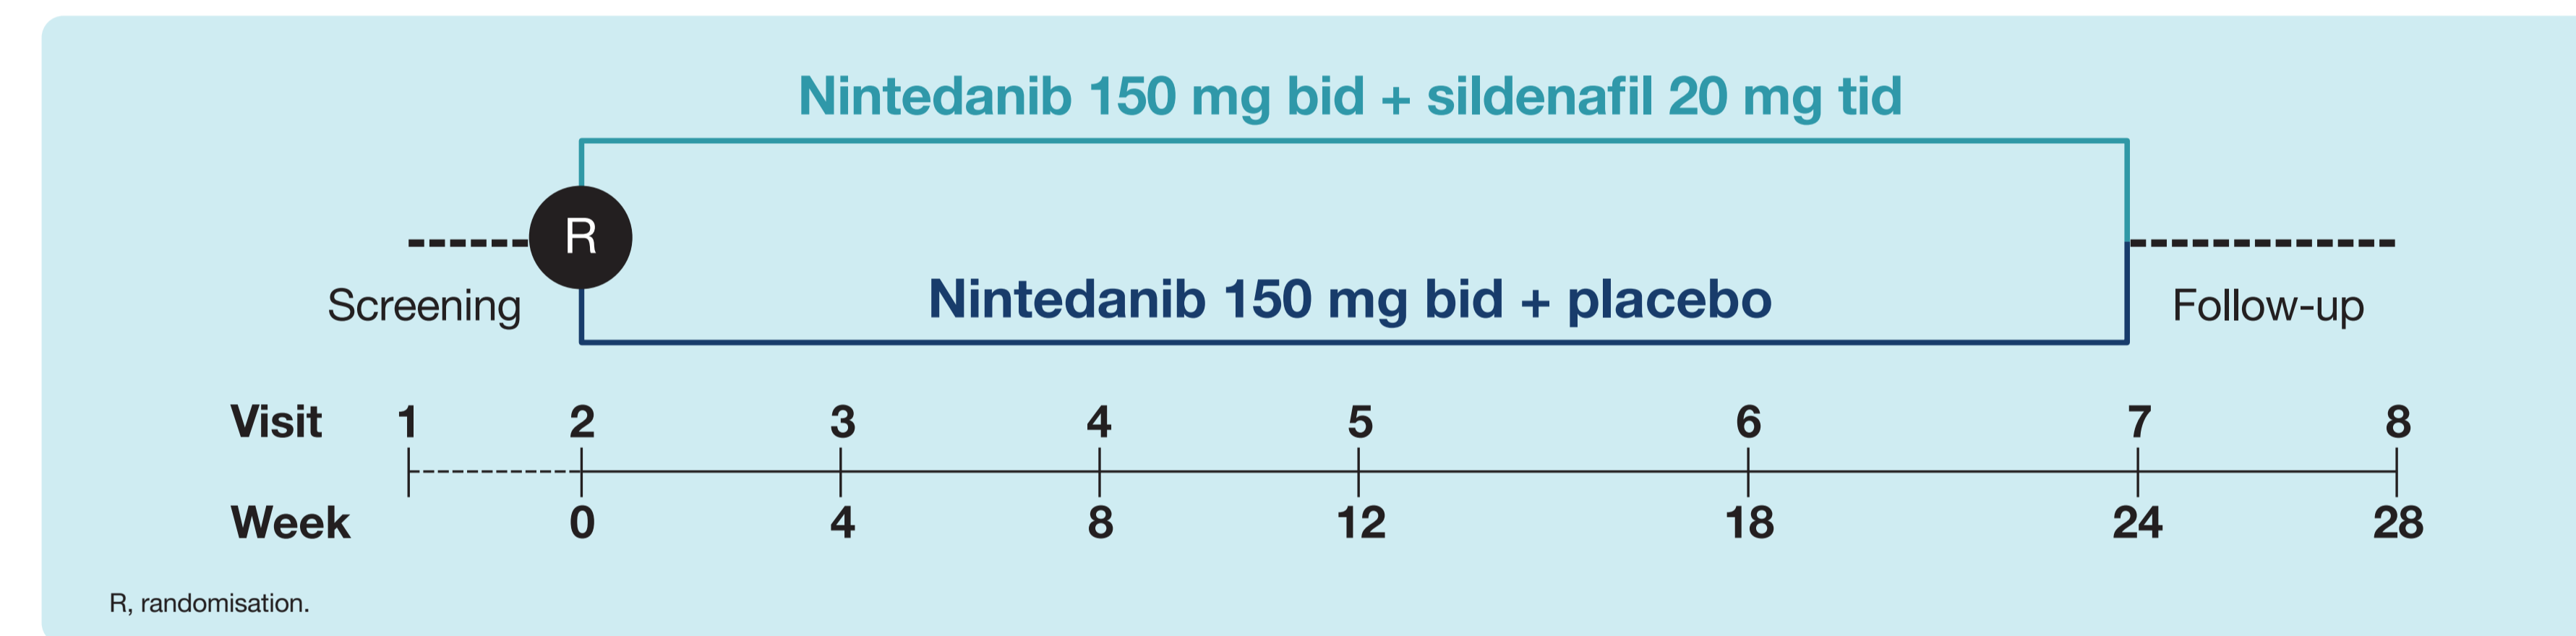 Nintedanib 150 mg bid + sildenafil 20 mg tid
R
Nintedanib 150 mg bid + placebo
Screening
Follow-up
Visit 1 2 3 4 5 6 7 8
Week 0 4 8 12 18 24 28
R, randomisation.